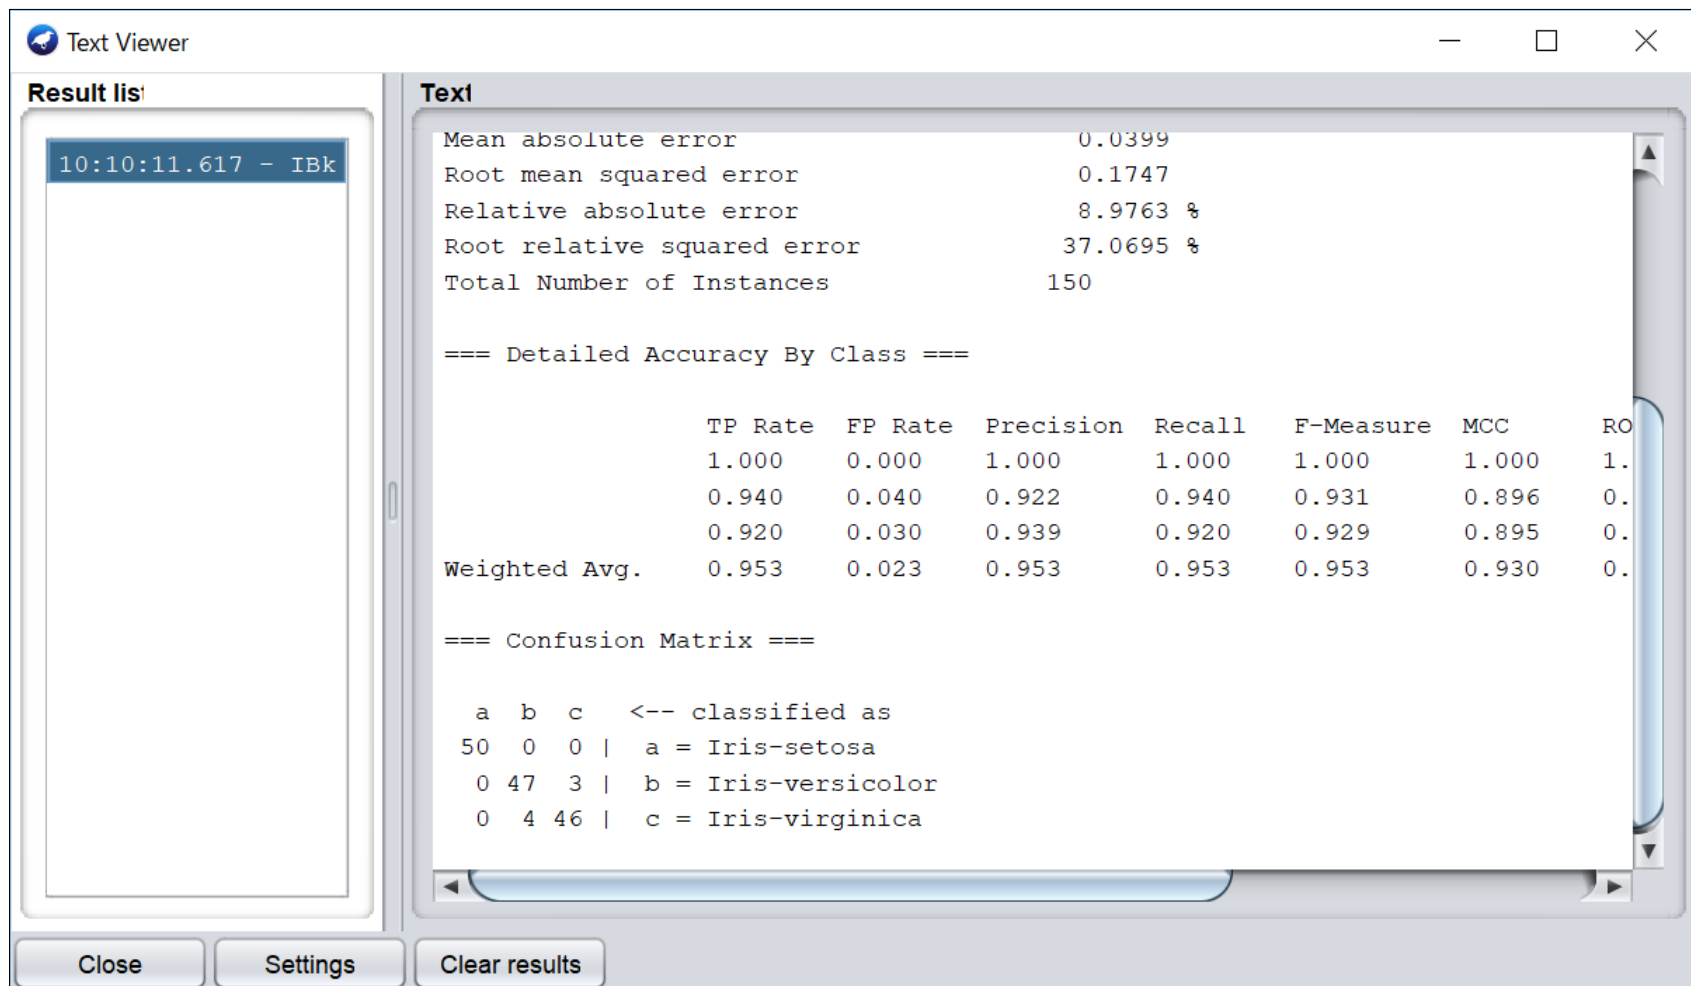 Text Viewer
Result list
10:10:11.617 - IBk
Text
Mean absolute error                      0.0399
Root mean squared error                  0.1747
Relative absolute error                  8.9763 %
Root relative squared error             37.0695 %
Total Number of Instances              150
=== Detailed Accuracy By Class ===
                 TP Rate  FP Rate  Precision  Recall   F-Measure  MCC      RO
                 1.000    0.000    1.000      1.000    1.000      1.000    1.
                 0.940    0.040    0.922      0.940    0.931      0.896    0.
                 0.920    0.030    0.939      0.920    0.929      0.895    0.
Weighted Avg.    0.953    0.023    0.953      0.953    0.953      0.930    0.
=== Confusion Matrix ===
  a  b  c   <-- classified as
 50  0  0 |  a = Iris-setosa
  0 47  3 |  b = Iris-versicolor
  0  4 46 |  c = Iris-virginica
Close
Settings
Clear results